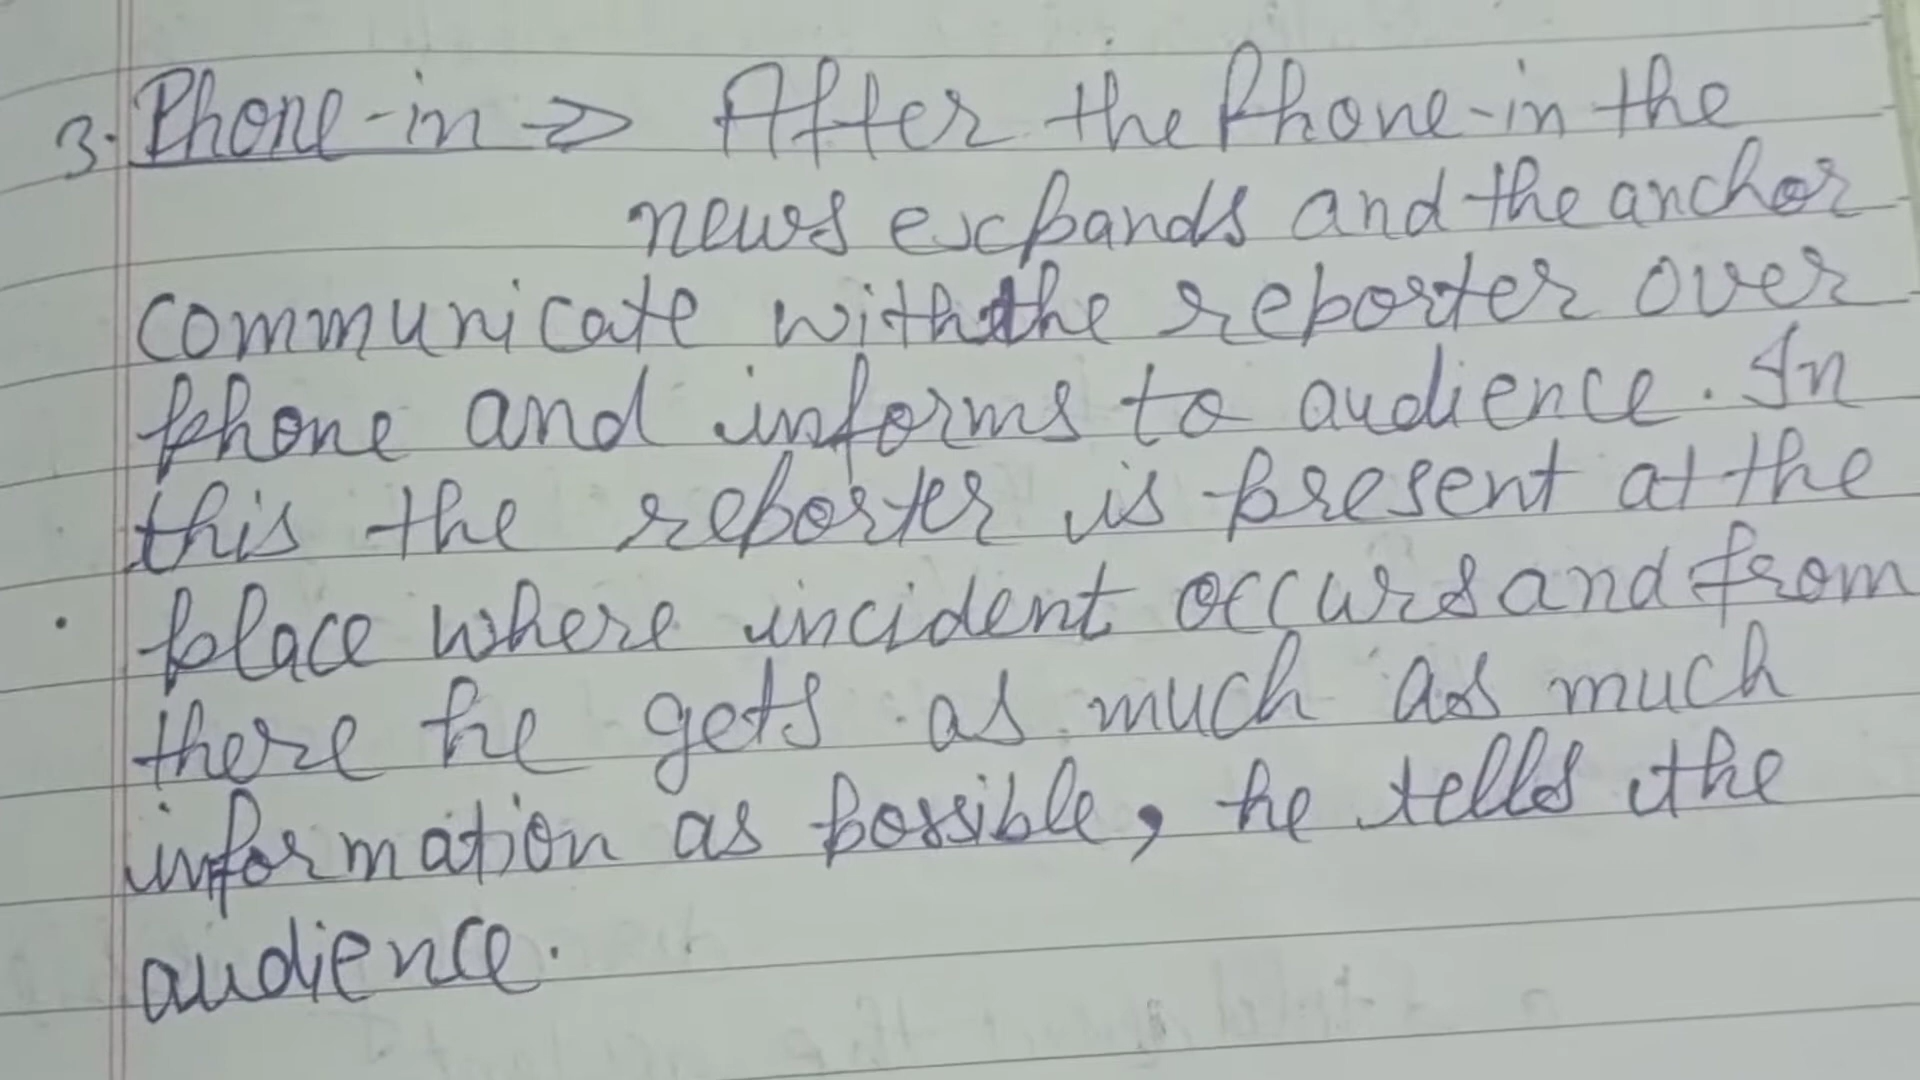 3. Phone-in ⇒ After the Phone-in the
news expands and the anchor
communicate with the reporter over
phone and informs to audience. In
this the reporter is present at the
place where incident occurs and from
there he gets as much as much
information as possible, he tells the
audience.